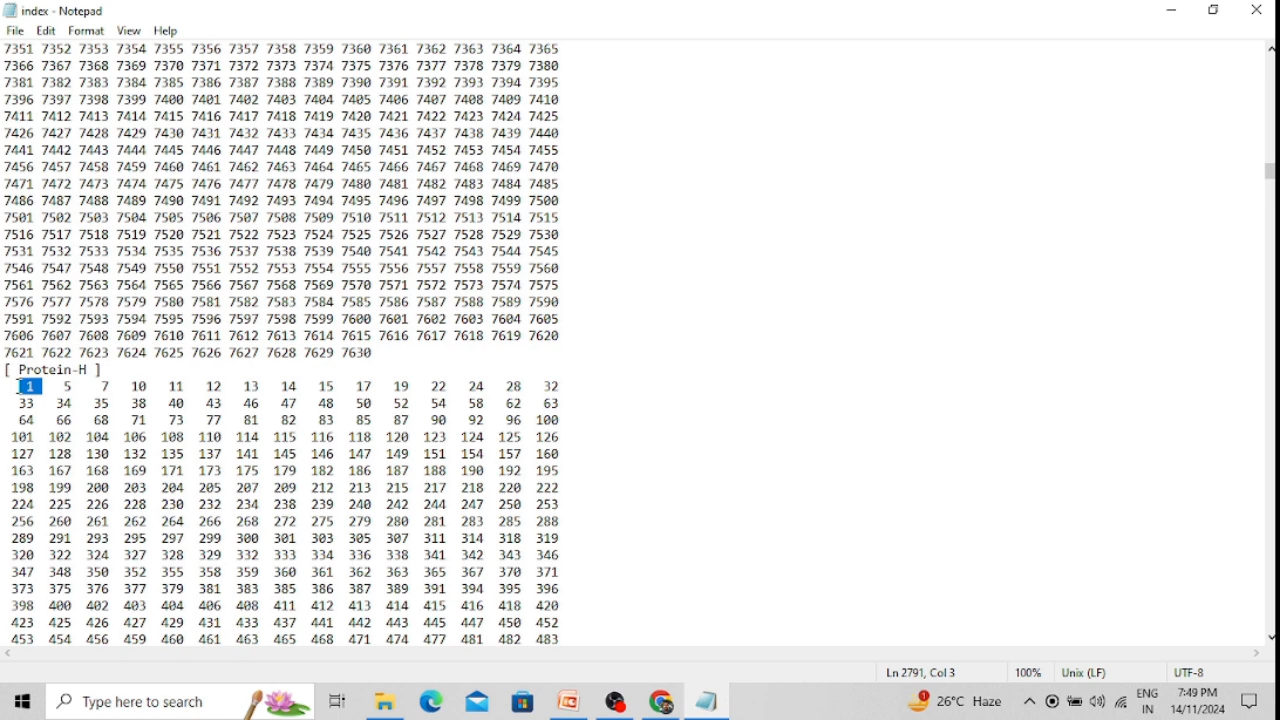 index - Notepad
File Edit Format View Help
7351 7352 7353 7354 7355 7356 7357 7358 7359 7360 7361 7362 7363 7364 7365
7366 7367 7368 7369 7370 7371 7372 7373 7374 7375 7376 7377 7378 7379 7380
7381 7382 7383 7384 7385 7386 7387 7388 7389 7390 7391 7392 7393 7394 7395
7396 7397 7398 7399 7400 7401 7402 7403 7404 7405 7406 7407 7408 7409 7410
7411 7412 7413 7414 7415 7416 7417 7418 7419 7420 7421 7422 7423 7424 7425
7426 7427 7428 7429 7430 7431 7432 7433 7434 7435 7436 7437 7438 7439 7440
7441 7442 7443 7444 7445 7446 7447 7448 7449 7450 7451 7452 7453 7454 7455
7456 7457 7458 7459 7460 7461 7462 7463 7464 7465 7466 7467 7468 7469 7470
7471 7472 7473 7474 7475 7476 7477 7478 7479 7480 7481 7482 7483 7484 7485
7486 7487 7488 7489 7490 7491 7492 7493 7494 7495 7496 7497 7498 7499 7500
7501 7502 7503 7504 7505 7506 7507 7508 7509 7510 7511 7512 7513 7514 7515
7516 7517 7518 7519 7520 7521 7522 7523 7524 7525 7526 7527 7528 7529 7530
7531 7532 7533 7534 7535 7536 7537 7538 7539 7540 7541 7542 7543 7544 7545
7546 7547 7548 7549 7550 7551 7552 7553 7554 7555 7556 7557 7558 7559 7560
7561 7562 7563 7564 7565 7566 7567 7568 7569 7570 7571 7572 7573 7574 7575
7576 7577 7578 7579 7580 7581 7582 7583 7584 7585 7586 7587 7588 7589 7590
7591 7592 7593 7594 7595 7596 7597 7598 7599 7600 7601 7602 7603 7604 7605
7606 7607 7608 7609 7610 7611 7612 7613 7614 7615 7616 7617 7618 7619 7620
7621 7622 7623 7624 7625 7626 7627 7628 7629 7630
[ Protein-H ]
1 5 7 10 11 12 13 14 15 17 19 22 24 28 32
33 34 35 38 40 43 46 47 48 50 52 54 58 62 63
64 66 68 71 73 77 81 82 83 85 87 90 92 96 100
101 102 104 106 108 110 114 115 116 118 120 123 124 125 126
127 128 130 132 135 137 141 145 146 147 149 151 154 157 160
163 167 168 169 171 173 175 179 182 186 187 188 190 192 195
198 199 200 203 204 205 207 209 212 213 215 217 218 220 222
224 225 226 228 230 232 234 238 239 240 242 244 247 250 253
256 260 261 262 264 266 268 272 275 279 280 281 283 285 288
289 291 293 295 297 299 300 301 303 305 307 311 314 318 319
320 322 324 327 328 329 332 333 334 336 338 341 342 343 346
347 348 350 352 355 358 359 360 361 362 363 365 367 370 371
373 375 376 377 379 381 383 385 386 387 389 391 394 395 396
398 400 402 403 404 406 408 411 412 413 414 415 416 418 420
423 425 426 427 429 431 433 437 441 442 443 445 447 450 452
453 454 456 459 460 461 463 465 468 471 474 477 481 482 483
Ln 2791, Col 3 100% Unix (LF) UTF-8
Type here to search 26°C Haze ENG 7:49 PM
IN 14/11/2024